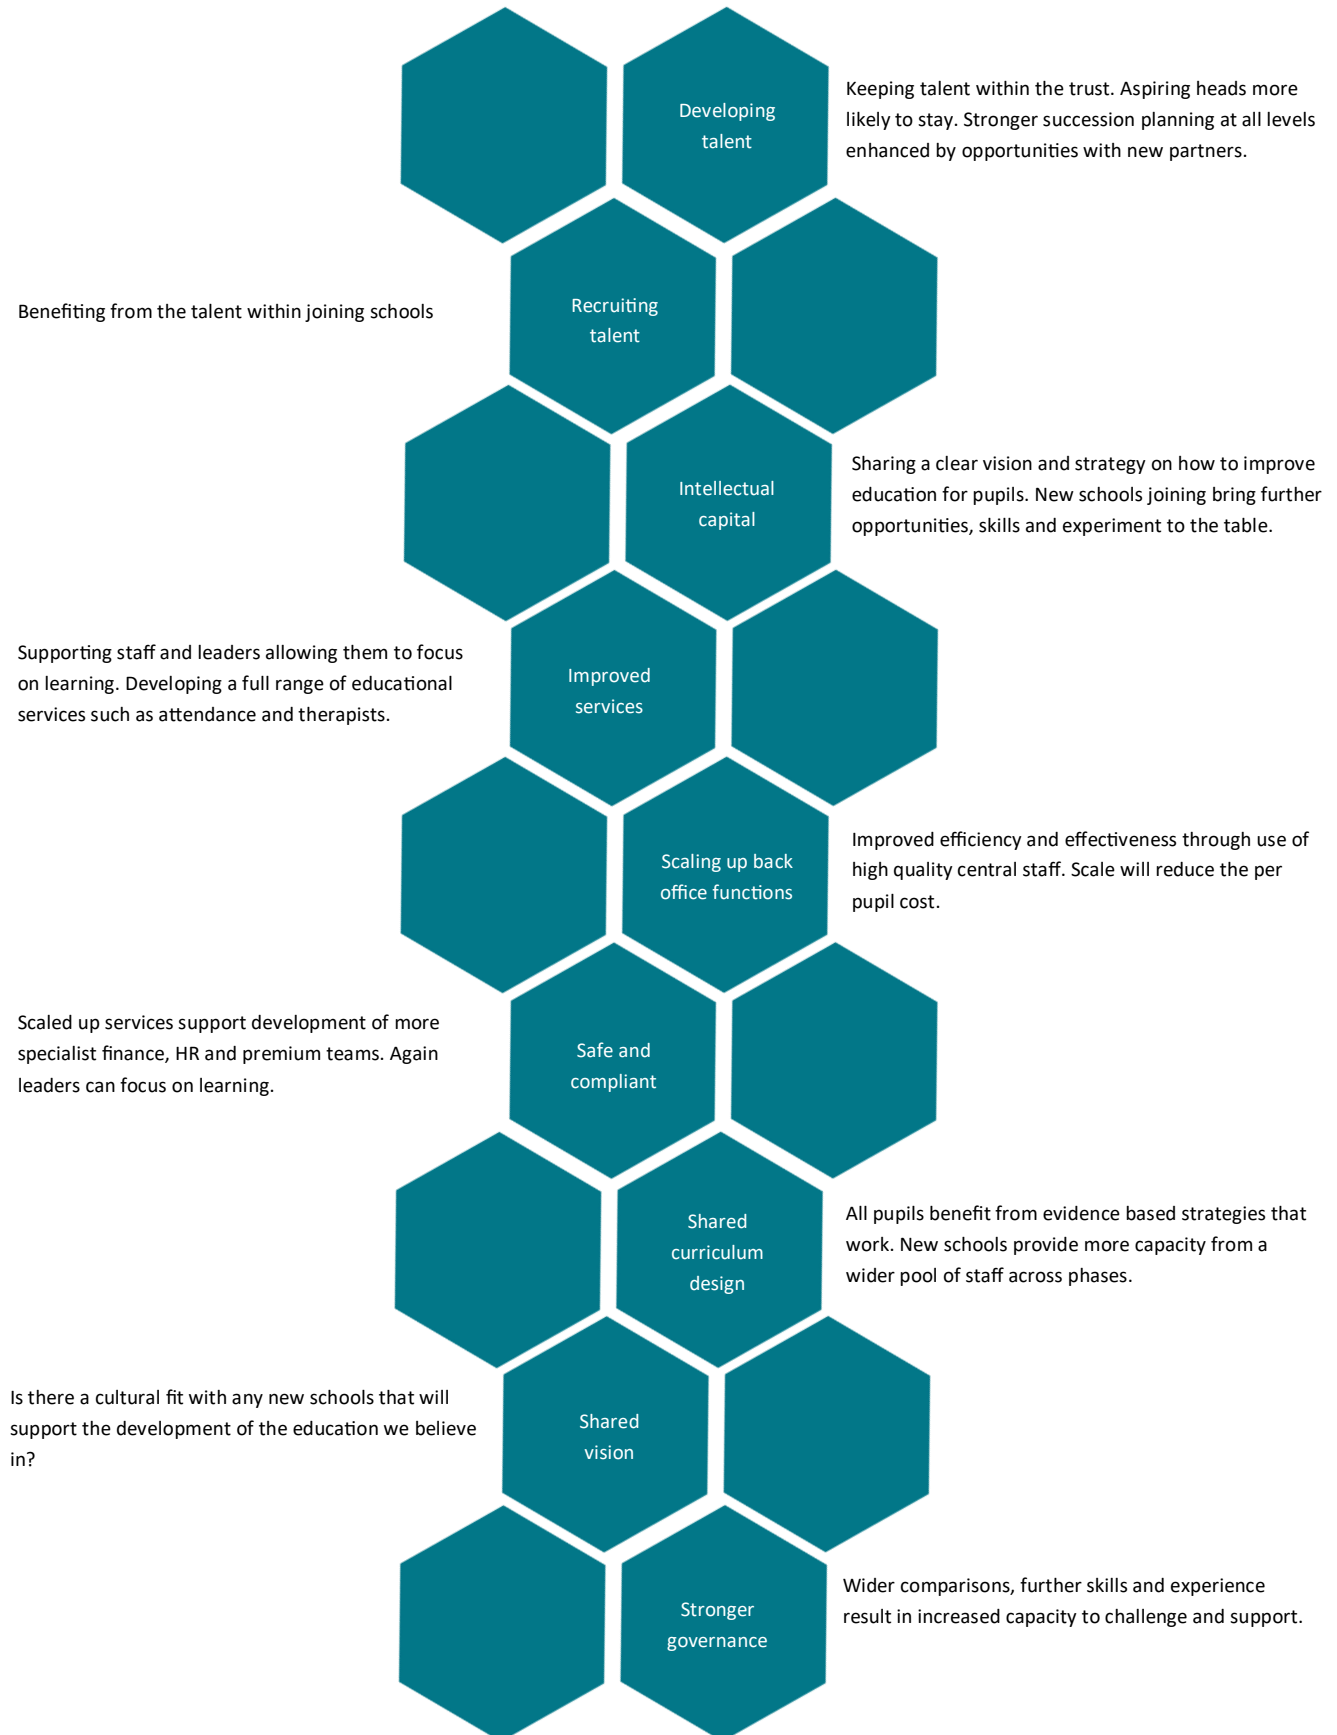 Developing
talent
Keeping talent within the trust. Aspiring heads more
likely to stay. Stronger succession planning at all levels
enhanced by opportunities with new partners.
Benefiting from the talent within joining schools
Recruiting
talent
Intellectual
capital
Sharing a clear vision and strategy on how to improve
education for pupils. New schools joining bring further
opportunities, skills and experiment to the table.
Supporting staff and leaders allowing them to focus
on learning. Developing a full range of educational
services such as attendance and therapists.
Improved
services
Scaling up back
office functions
Improved efficiency and effectiveness through use of
high quality central staff. Scale will reduce the per
pupil cost.
Scaled up services support development of more
specialist finance, HR and premium teams. Again
leaders can focus on learning.
Safe and
compliant
Shared
curriculum
design
All pupils benefit from evidence based strategies that
work. New schools provide more capacity from a
wider pool of staff across phases.
Is there a cultural fit with any new schools that will
support the development of the education we believe
in?
Shared
vision
Stronger
governance
Wider comparisons, further skills and experience
result in increased capacity to challenge and support.